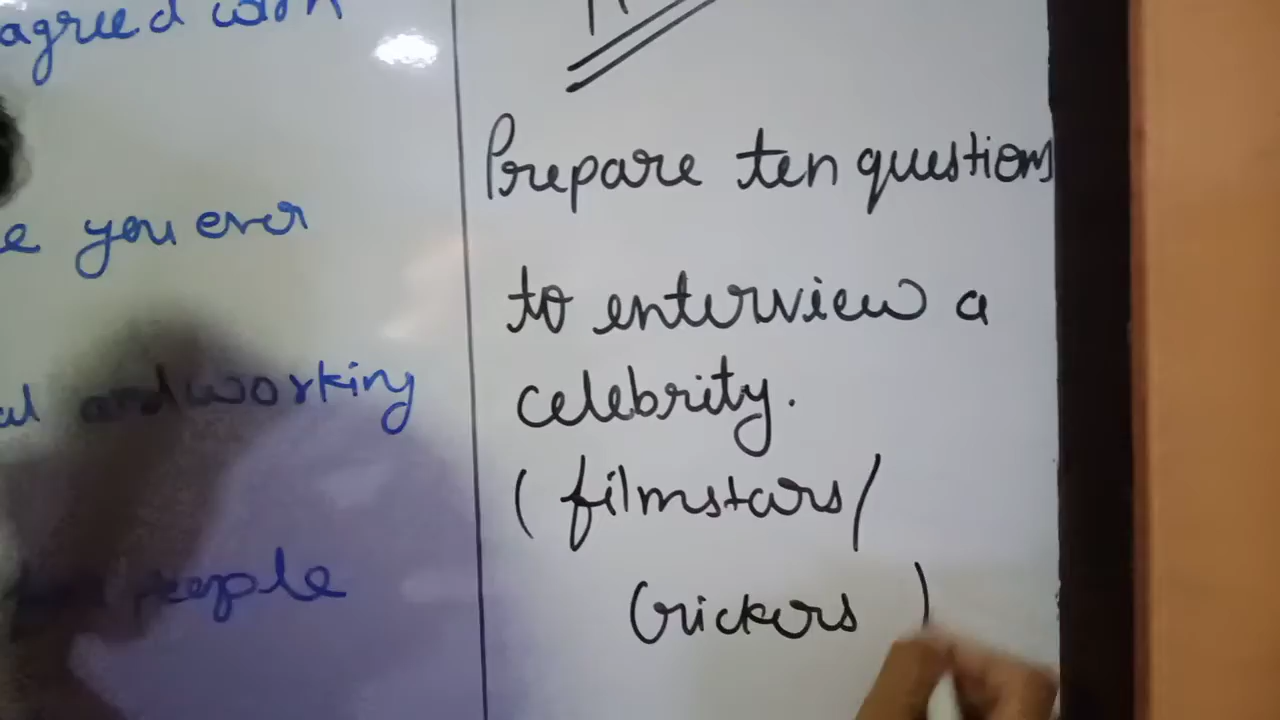 agreed with
you ever
and working
people
Prepare ten questions
to enterview a
celebrity.
( filmstars/
Crickers )